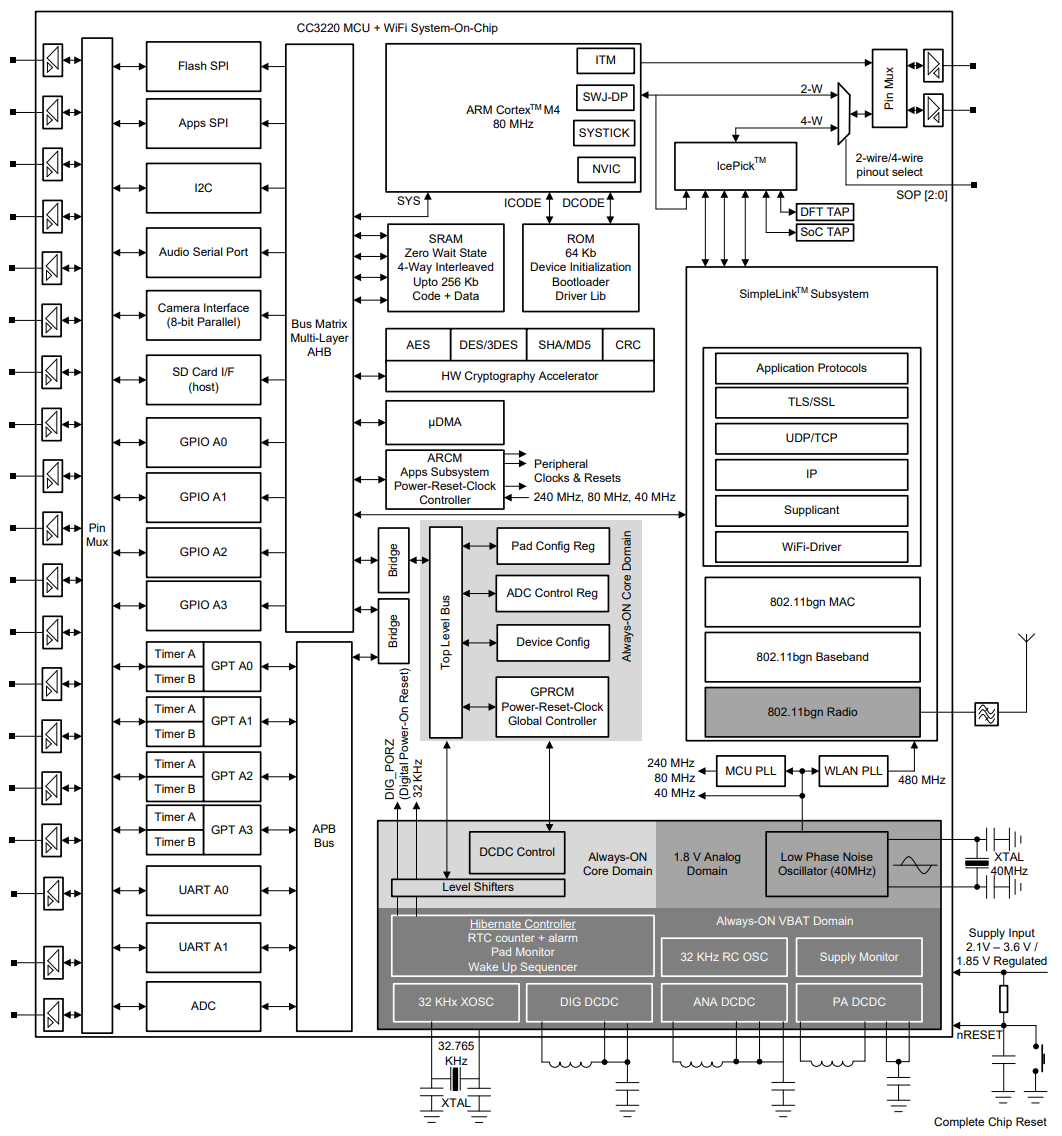 CC3220 MCU + WiFi System-On-Chip
Flash SPI
Apps SPI
I2C
Audio Serial Port
Camera Interface
(8-bit Parallel)
SD Card I/F
(host)
GPIO A0
GPIO A1
GPIO A2
GPIO A3
Pin
Mux
Timer A
Timer B
GPT A0
Timer A
Timer B
GPT A1
Timer A
Timer B
GPT A2
Timer A
Timer B
GPT A3
UART A0
UART A1
ADC
Bus Matrix
Multi-Layer
AHB
APB
Bus
ARM Cortex™ M4
80 MHz
ITM
SWJ-DP
SYSTICK
NVIC
SYS
ICODE
DCODE
SRAM
Zero Wait State
4-Way Interleaved
Upto 256 Kb
Code + Data
ROM
64 Kb
Device Initialization
Bootloader
Driver Lib
AES
DES/3DES
SHA/MD5
CRC
HW Cryptography Accelerator
µDMA
ARCM
Apps Subsystem
Power-Reset-Clock
Controller
Peripheral
Clocks & Resets
240 MHz, 80 MHz, 40 MHz
Bridge
Bridge
Top Level Bus
Pad Config Reg
ADC Control Reg
Device Config
GPRCM
Power-Reset-Clock
Global Controller
Always-ON Core Domain
DIG_PORZ
(Digital Power-On Reset)
32 KHz
2-W
4-W
Pin Mux
IcePick™
2-wire/4-wire
pinout select
SOP [2:0]
DFT TAP
SoC TAP
SimpleLink™ Subsystem
Application Protocols
TLS/SSL
UDP/TCP
IP
Supplicant
WiFi-Driver
802.11bgn MAC
802.11bgn Baseband
802.11bgn Radio
240 MHz
80 MHz
40 MHz
MCU PLL
WLAN PLL
480 MHz
DCDC Control
Level Shifters
Always-ON
Core Domain
1.8 V Analog
Domain
Low Phase Noise
Oscillator (40MHz)
XTAL
40MHz
Hibernate Controller
RTC counter + alarm
Pad Monitor
Wake Up Sequencer
Always-ON VBAT Domain
32 KHz RC OSC
Supply Monitor
32 KHx XOSC
DIG DCDC
ANA DCDC
PA DCDC
Supply Input
2.1V – 3.6 V /
1.85 V Regulated
nRESET
32.765
KHz
XTAL
Complete Chip Reset